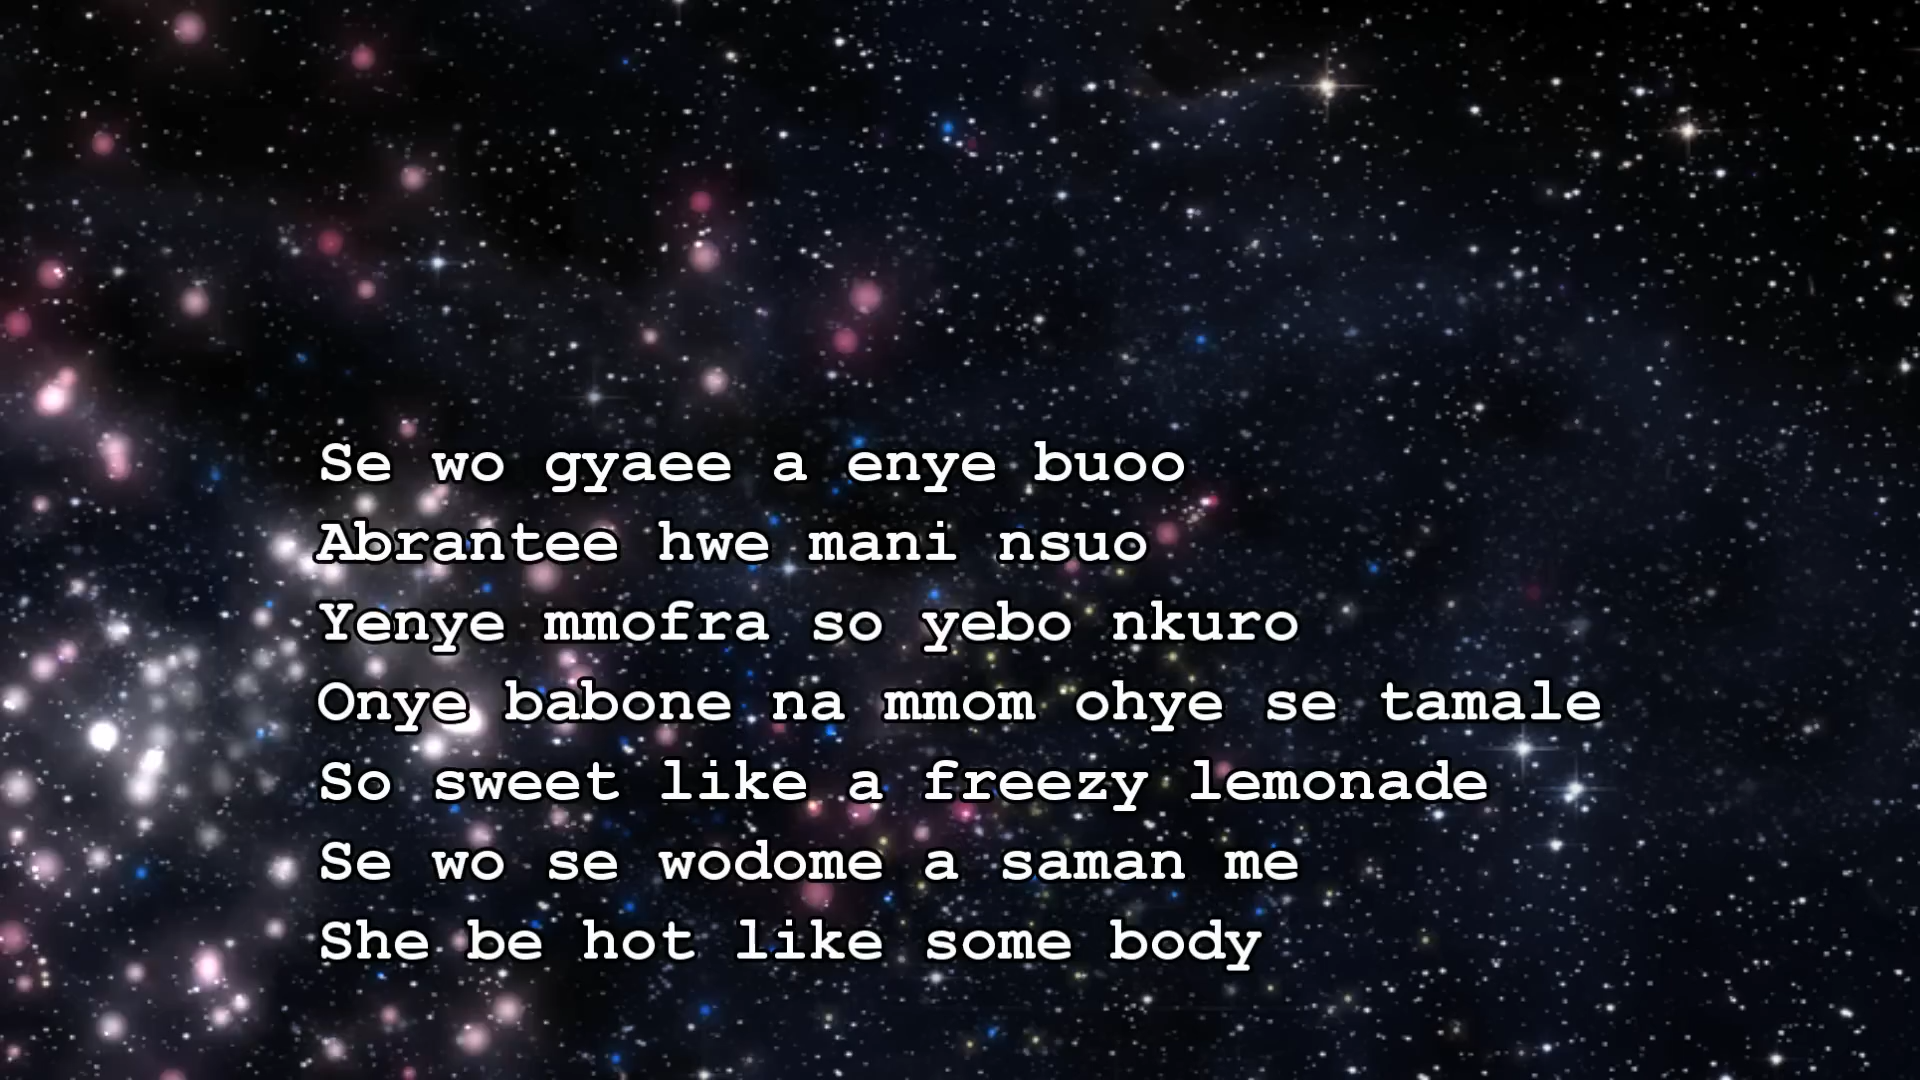 Se wo gyaee a enye buoo
Abrantee hwe mani nsuo
Yenye mmofra so yebo nkuro
Onye babone na mmom ohye se tamale
So sweet like a freezy lemonade
Se wo se wodome a saman me
She be hot like some body